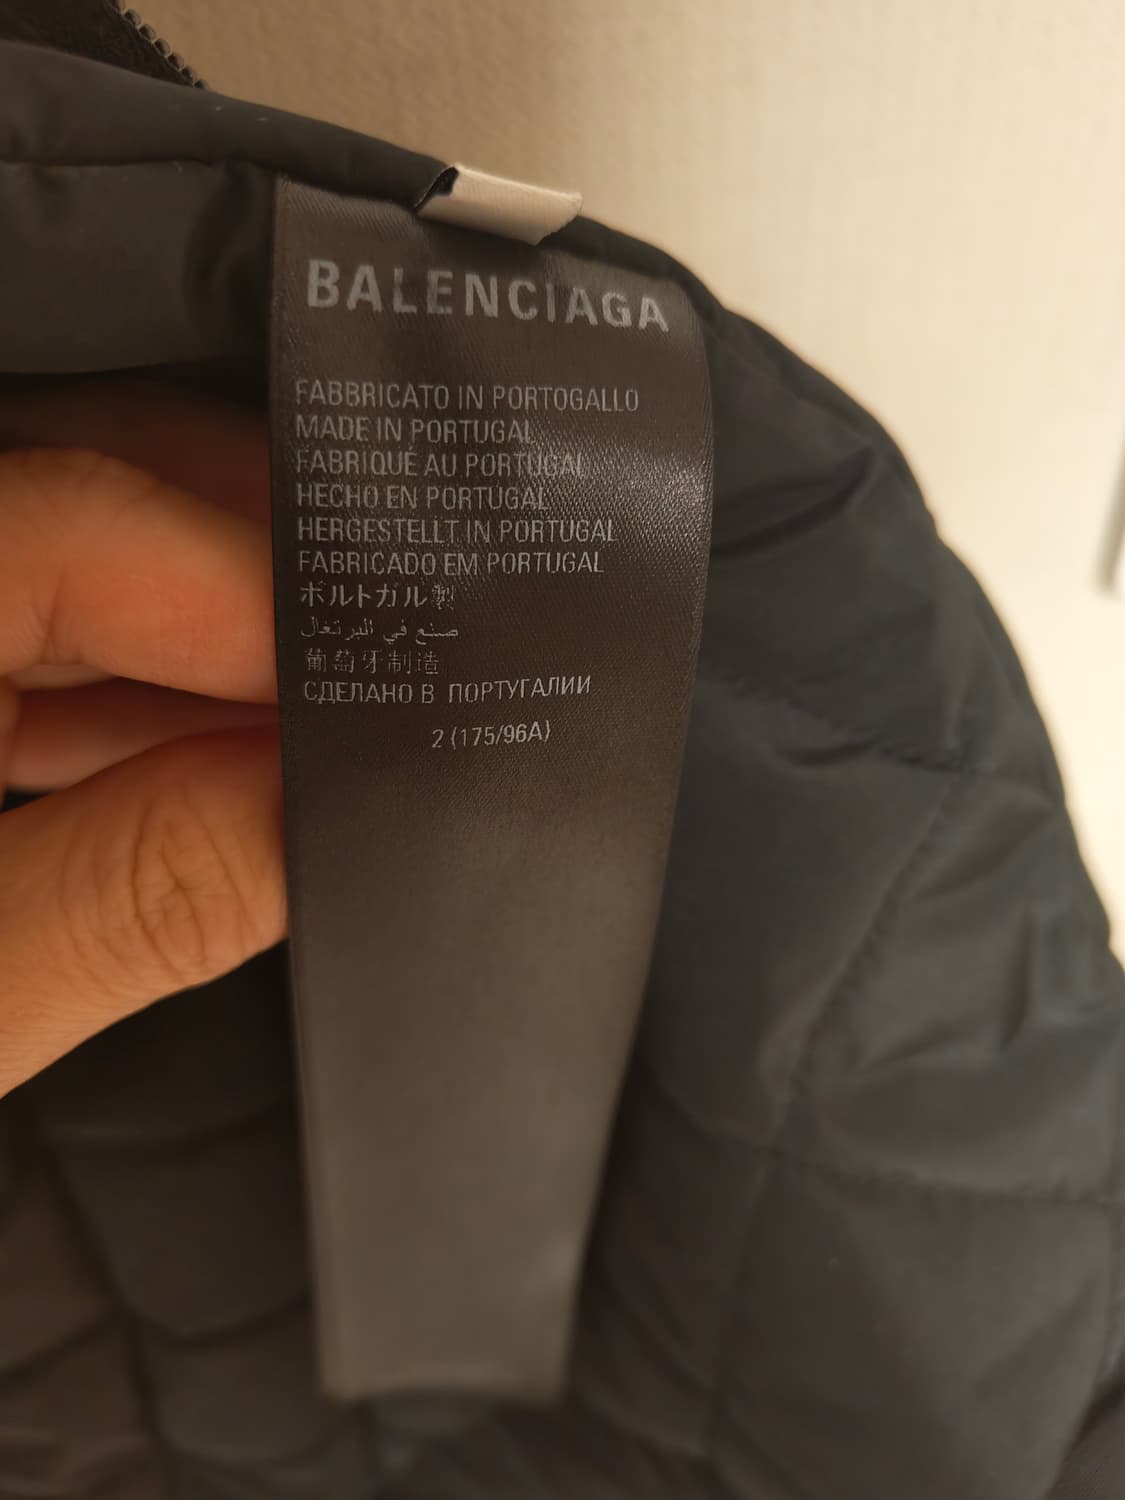 BALENCIAGA
FABBRICATO IN PORTOGALLO
MADE IN PORTUGAL
FABRIQUÉ AU PORTUGAL
HECHO EN PORTUGAL
HERGESTELLT IN PORTUGAL
FABRICADO EM PORTUGAL
ポルトガル製
صنع في البرتغال
葡萄牙制造
СДЕЛАНО В ПОРТУГАЛИИ
2 (175/96A)